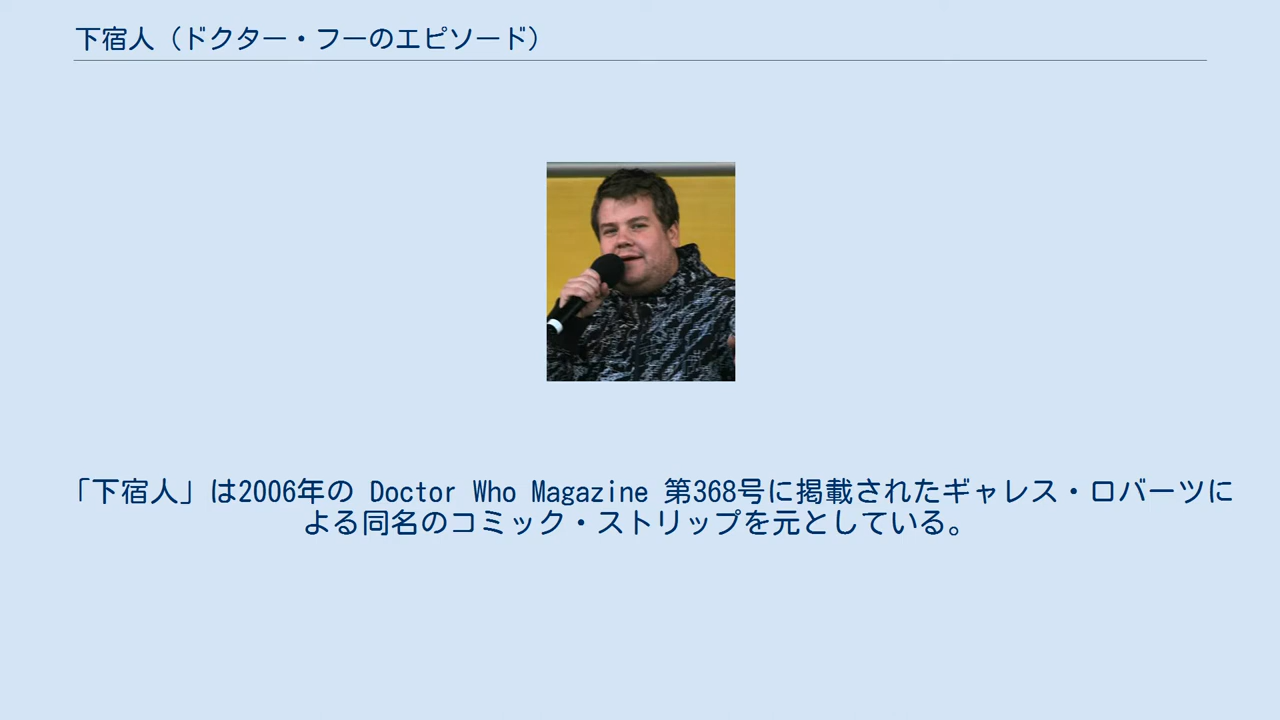 下宿人（ドクター・フーのエピソード）
「下宿人」は2006年の Doctor Who Magazine 第368号に掲載されたギャレス・ロバーツに
よる同名のコミック・ストリップを元としている。